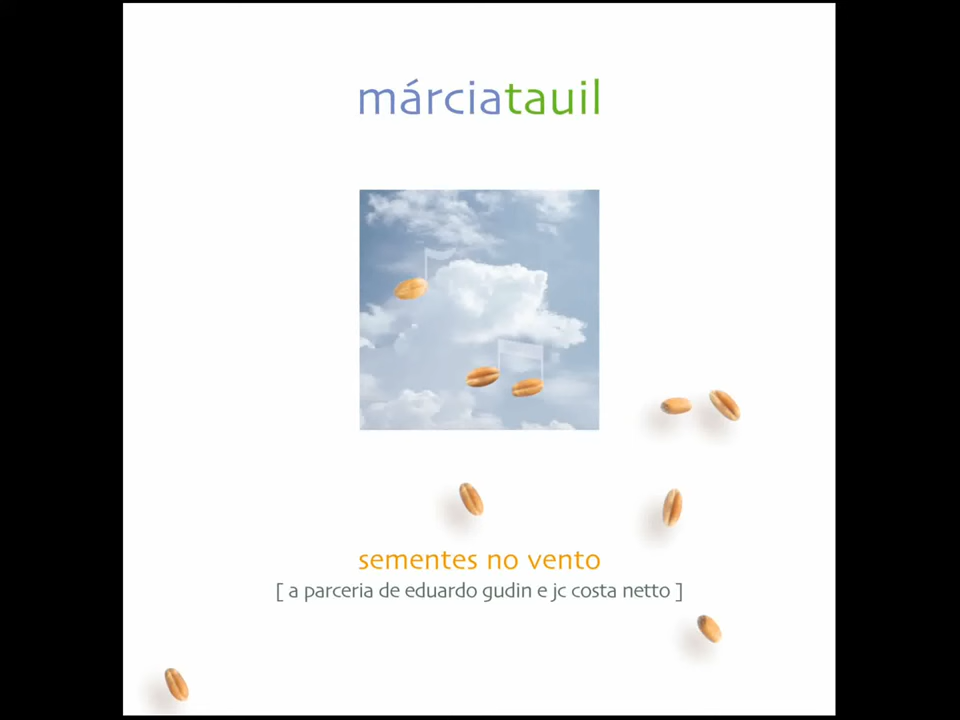 márciatauil
sementes no vento
[ a parceria de eduardo gudin e jc costa netto ]